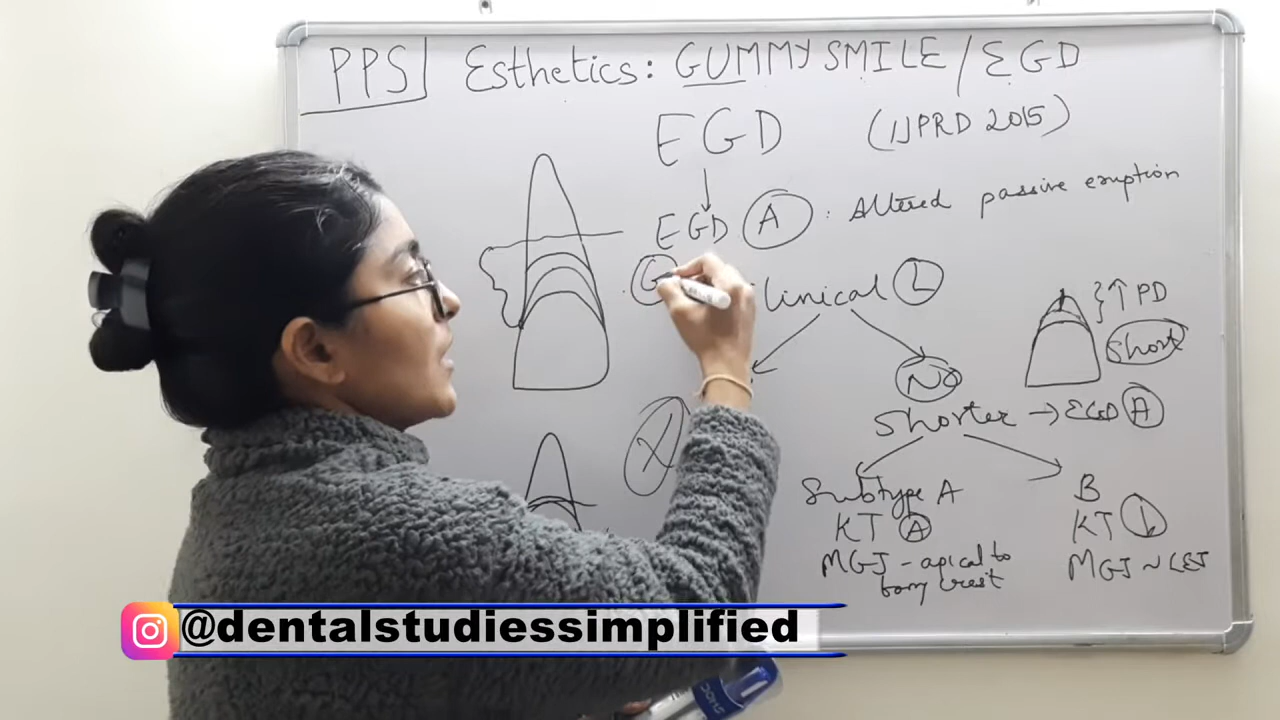 PPS Esthetics: GUMMY SMILE / EGD
EGD (IJPRD 2015)
EGD A : Altered passive eruption
G linical L
↑ PD
Short
NO
Shorter → EGD A
X
Subtype A B
KT A KT L
MGJ - apical to MGJ ~ CEJ
bony crest
@dentalstudiessimplified